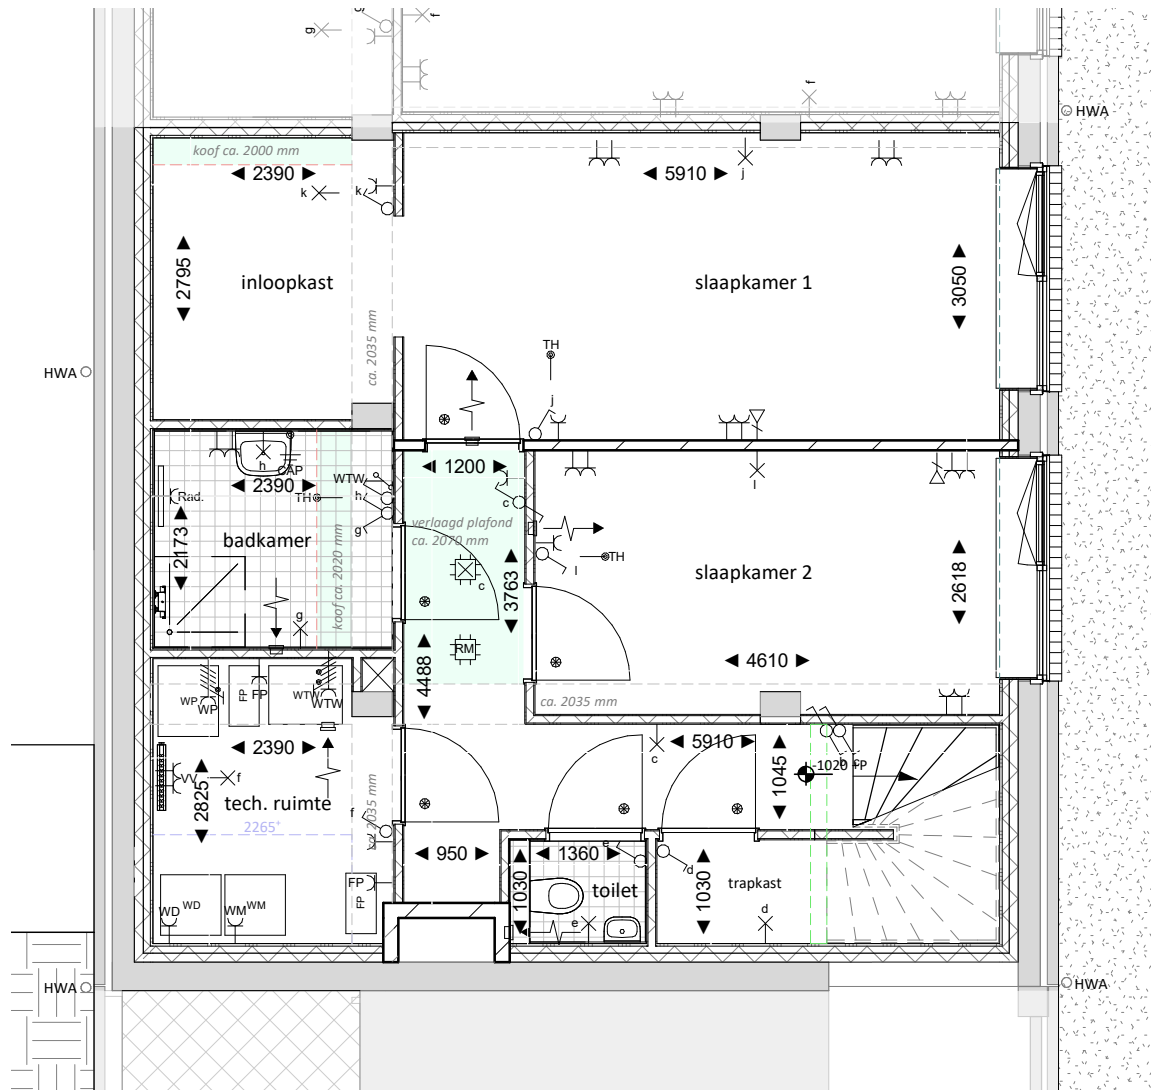 g
f
f
HWA
HWA
koof ca. 2000 mm
2390
k
k
j
5910
2795
inloopkast
slaapkamer 1
3050
ca. 2035 mm
TH
j
HWA
h
CAP
2390
WTW
h
TH
Rad.
g
badkamer
2173
koof ca. 2020 mm
g
1200
c
verlaagd plafond
ca. 2070 mm
c
3763
RM
4488
l
l
TH
slaapkamer 2
2618
4610
ca. 2035 mm
WP
WP
FP
FP
WTW
WTW
2390
VV
f
2825
tech. ruimte
f
2265+
ca. 2035 mm
c
5910
1045
-1020
FP
950
1030
1360
e
toilet
e
d
1030
trapkast
d
FP
FP
WD
WD
WM
WM
HWA
HWA